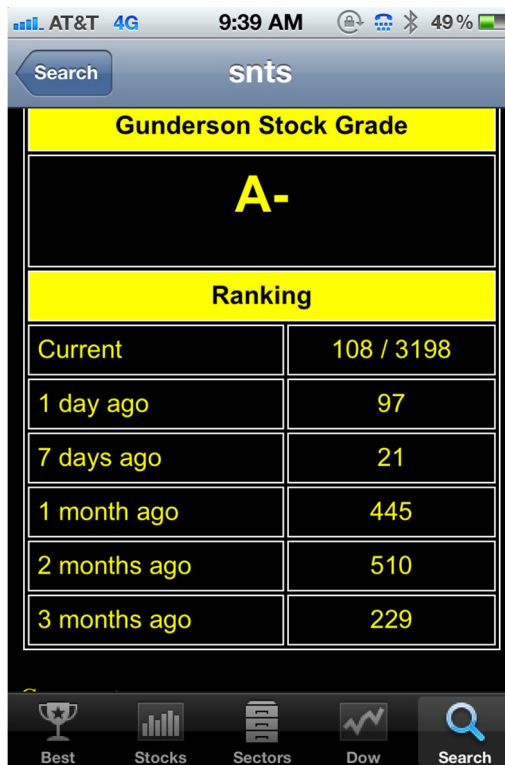 AT&T 4G 9:39 AM 49%
Search snts
Gunderson Stock Grade
A-
Ranking
Current 108 / 3198
1 day ago 97
7 days ago 21
1 month ago 445
2 months ago 510
3 months ago 229
Best Stocks Sectors Dow Search